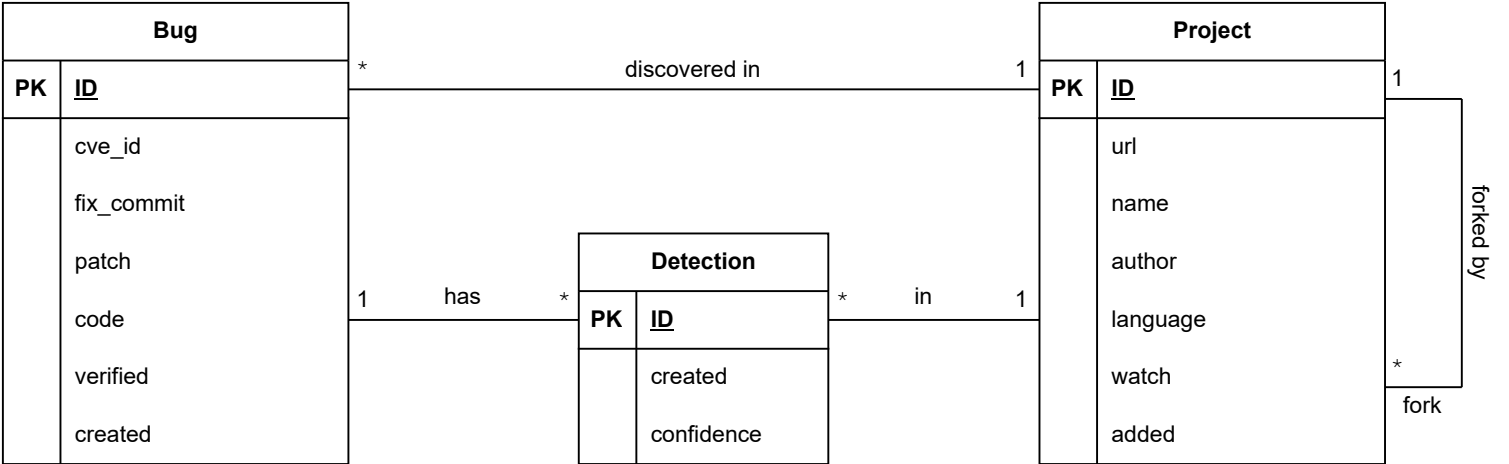 Bug
PK ID
cve_id
fix_commit
patch
code
verified
created
* discovered in 1
1 has *
Detection
PK ID
created
confidence
* in 1
Project
PK ID
url
name
author
language
watch
added
1
forked by
*
fork